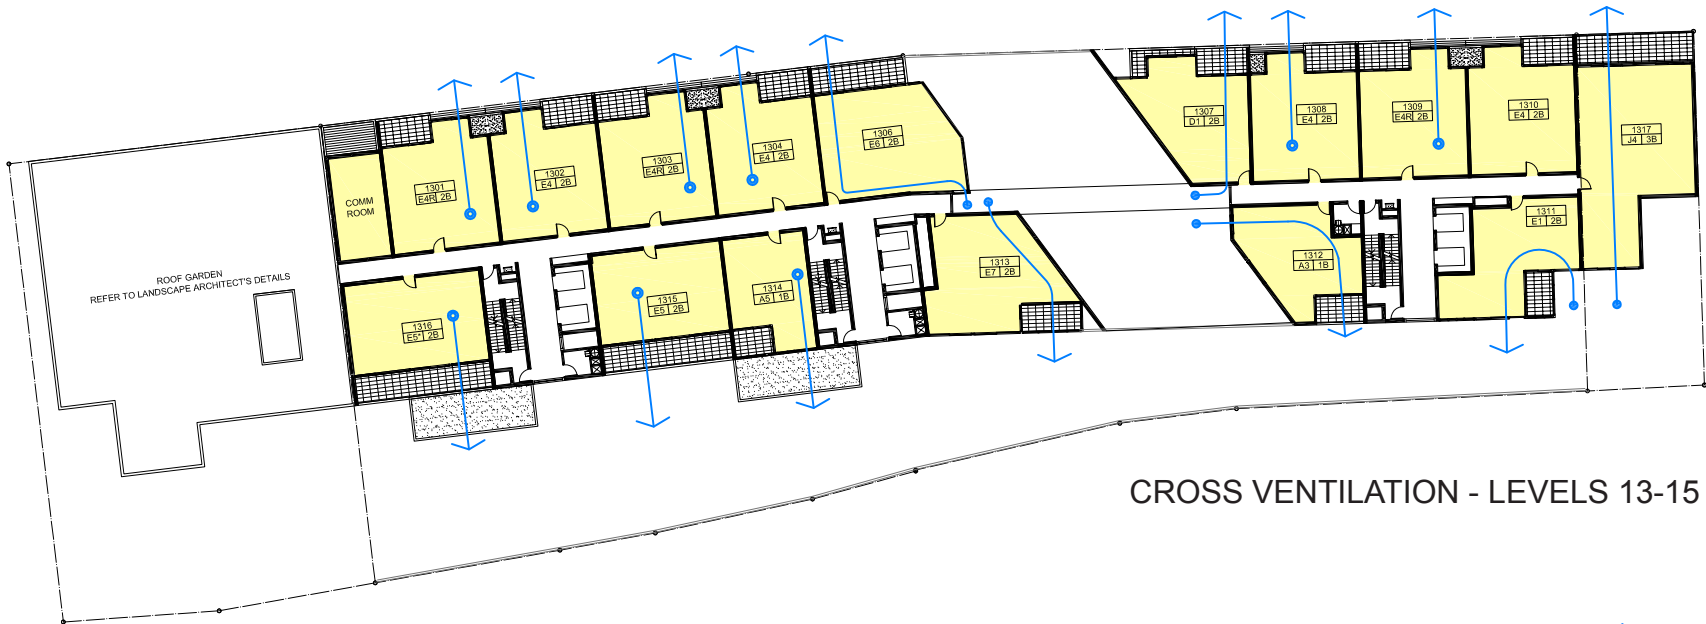 COMM
ROOM
1301
E4R 2B
1302
E4 2B
1303
E4R 2B
1304
E4 2B
1306
E6 2B
1307
D1 2B
1308
E4 2B
1309
E4R 2B
1310
E4 2B
1317
J4 3B
ROOF GARDEN
REFER TO LANDSCAPE ARCHITECT'S DETAILS
1316
E5* 2B
1315
E5 2B
1314
A5 1B
1313
E7 2B
1312
A3 1B
1311
E1 2B
CROSS VENTILATION - LEVELS 13-15